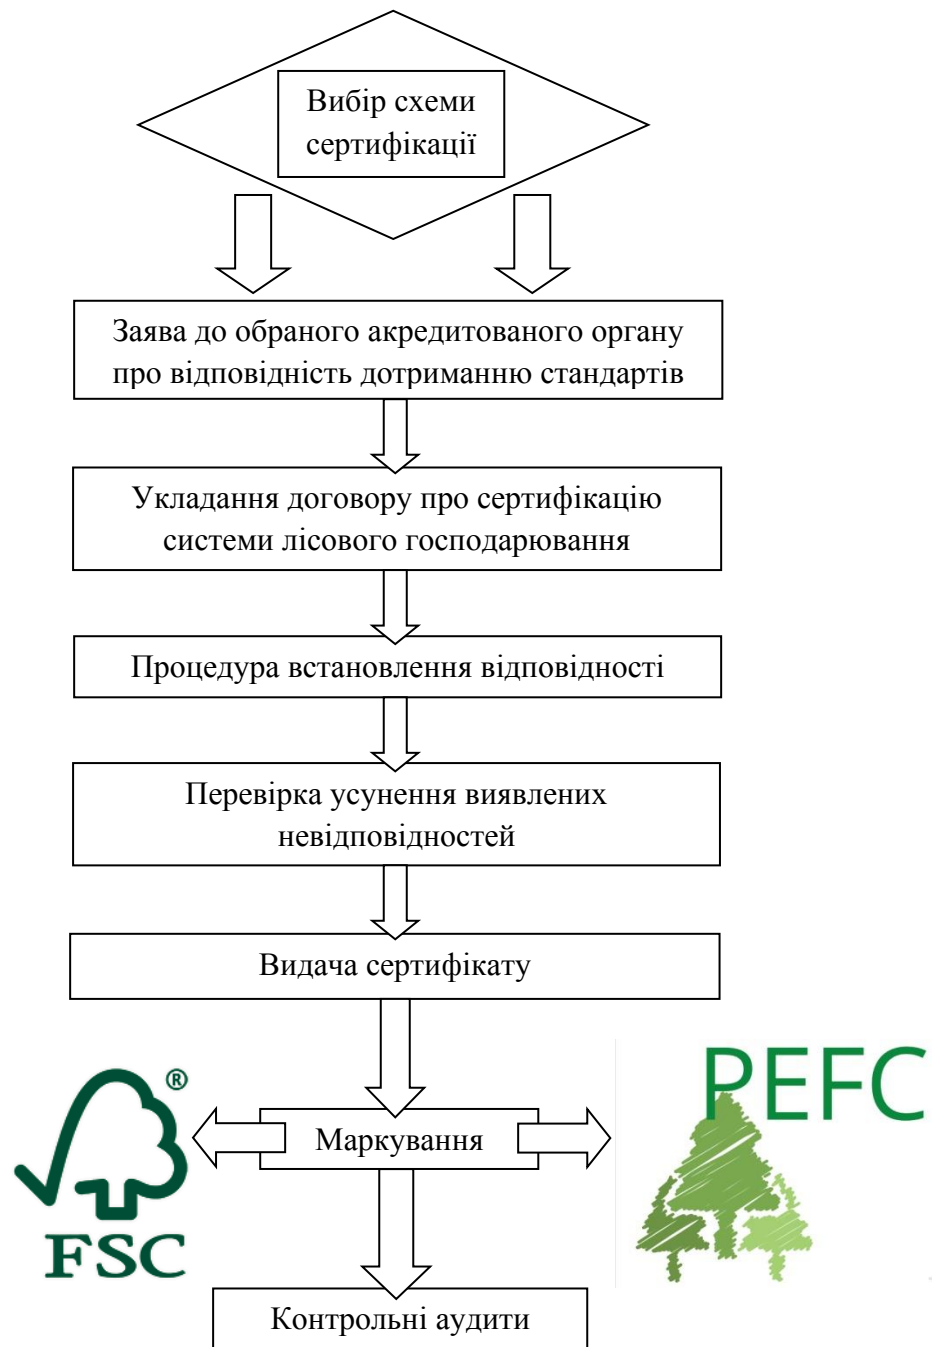 Вибір схеми
сертифікації
Заява до обраного акредитованого органу
про відповідність дотриманню стандартів
Укладання договору про сертифікацію
системи лісового господарювання
Процедура встановлення відповідності
Перевірка усунення виявлених
невідповідностей
Видача сертифікату
PEFC
®
Маркування
FSC
Контрольні аудити